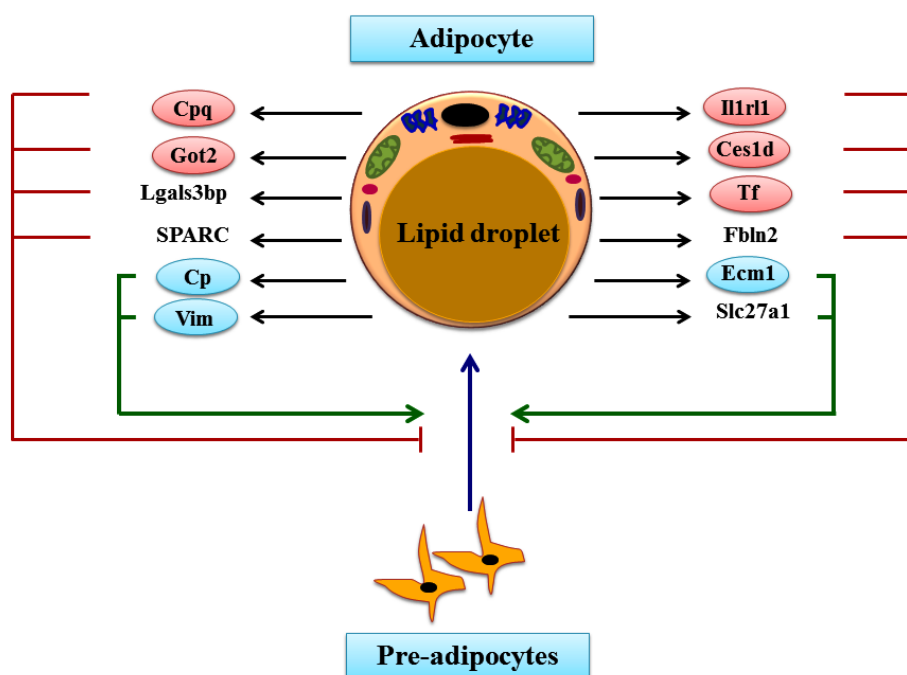 Adipocyte
Cpq
Got2
Lgals3bp
SPARC
Cp
Vim
Lipid droplet
Il1rl1
Ces1d
Tf
Fbln2
Ecm1
Slc27a1
Pre-adipocytes